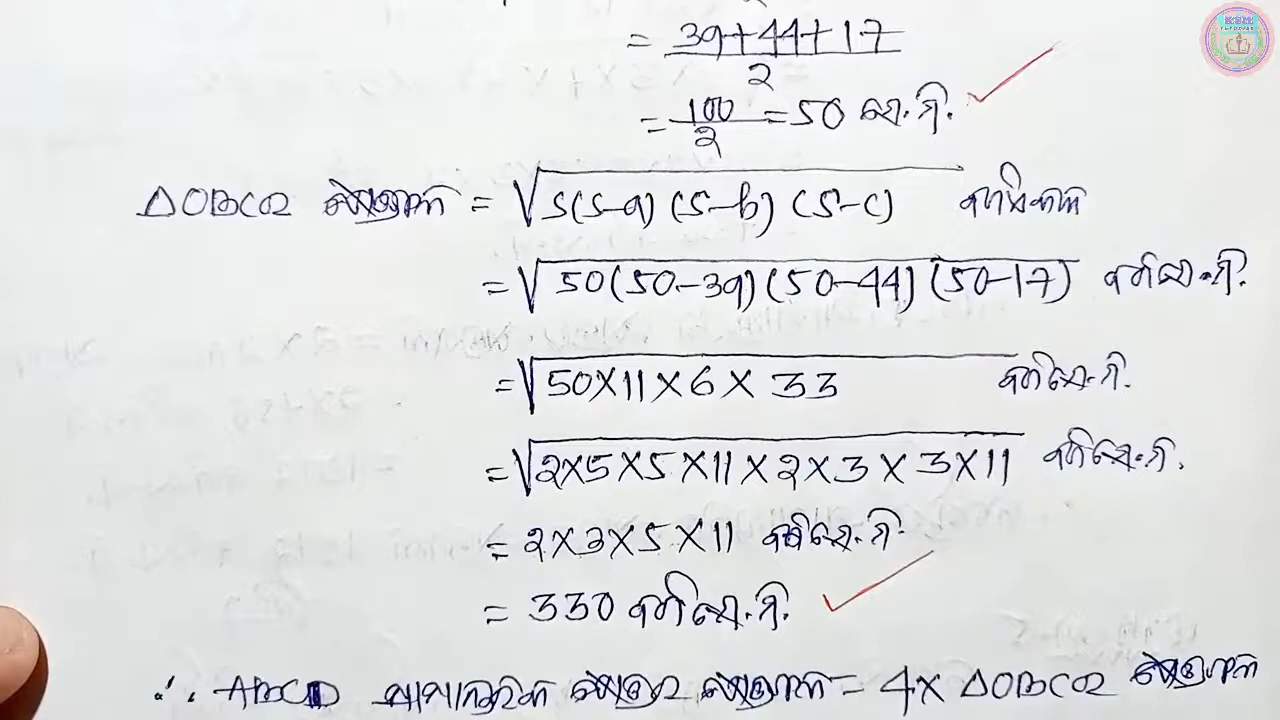 = 39+44+17 / 2
= 100/2 = 50 ସେ.ମି.
△OBCର କ୍ଷେତ୍ରଫଳ = √S(S-a) (S-b) (S-c) ବର୍ଗଏକକ
= √50(50-39)(50-44)(50-17) ବର୍ଗସେ.ମି.
= √50×11×6×33 ବର୍ଗସେ.ମି.
= √2×5×5×11×2×3×3×11 ବର୍ଗସେ.ମି.
= 2×3×5×11 ବର୍ଗସେ.ମି.
= 330 ବର୍ଗସେ.ମି.
∴ ABCD ସାମାନ୍ତରିକ କ୍ଷେତ୍ରର କ୍ଷେତ୍ରଫଳ = 4× △OBCର କ୍ଷେତ୍ରଫଳ